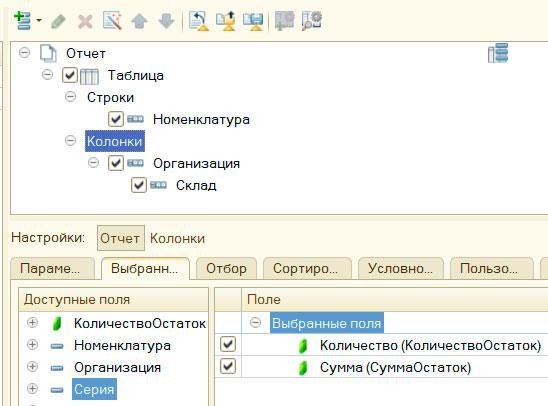 Отчет
Таблица
Строки
Номенклатура
Колонки
Организация
Склад
Настройки: Отчет Колонки
Параме... Выбранн... Отбор Сортиро... Условно... Пользо...
Доступные поля Поле
КоличествоОстаток Выбранные поля
Номенклатура Количество (КоличествоОстаток)
Организация Сумма (СуммаОстаток)
Серия